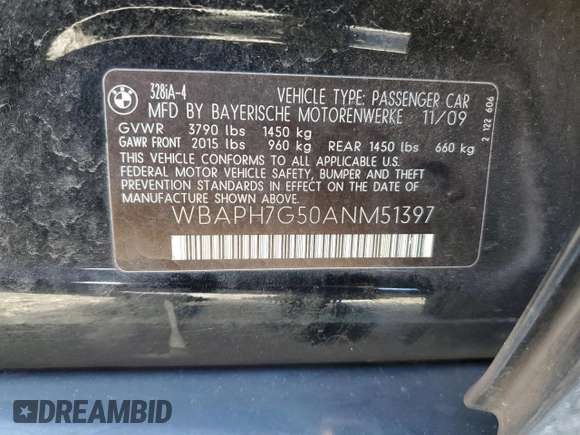 BMW
328iA-4 VEHICLE TYPE: PASSENGER CAR
MFD BY BAYERISCHE MOTORENWERKE 11/09
GVWR 3790 lbs 1450 kg
GAWR FRONT 2015 lbs 960 kg REAR 1450 lbs 660 kg
THIS VEHICLE CONFORMS TO ALL APPLICABLE U.S.
FEDERAL MOTOR VEHICLE SAFETY, BUMPER AND THEFT
PREVENTION STANDARDS IN EFFECT ON THE DATE OF
MANUFACTURE SHOWN ABOVE.
WBAPH7G50ANM51397
2 122 606
DREAMBID